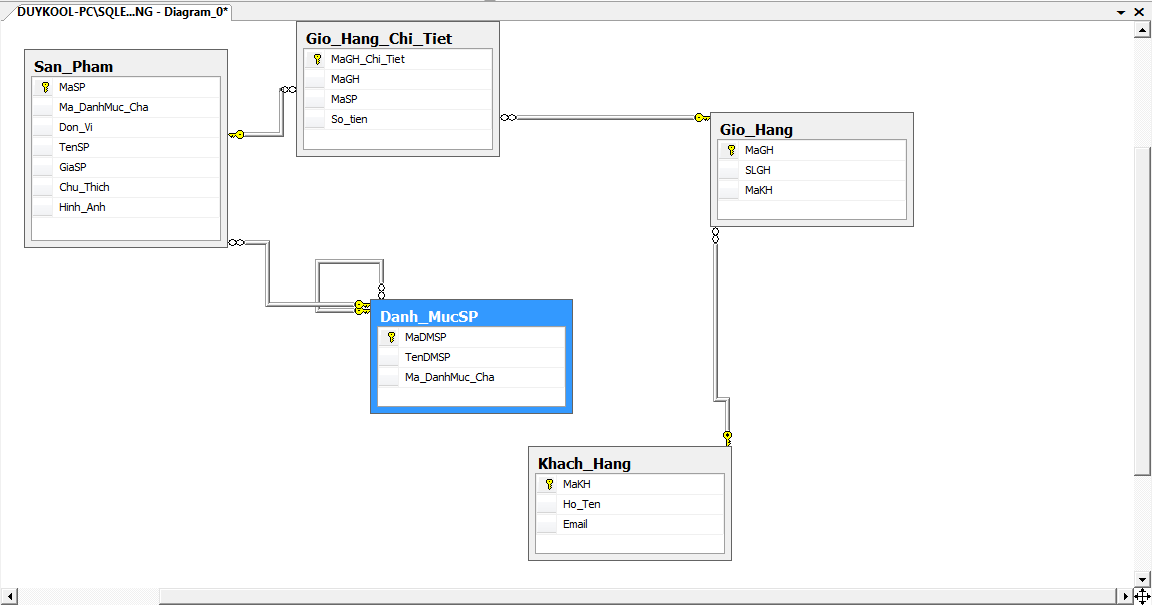 DUYKOOL-PC\SQLE...NG - Diagram_0*
San_Pham
MaSP
Ma_DanhMuc_Cha
Don_Vi
TenSP
GiaSP
Chu_Thich
Hinh_Anh
Gio_Hang_Chi_Tiet
MaGH_Chi_Tiet
MaGH
MaSP
So_tien
Gio_Hang
MaGH
SLGH
MaKH
Danh_MucSP
MaDMSP
TenDMSP
Ma_DanhMuc_Cha
Khach_Hang
MaKH
Ho_Ten
Email